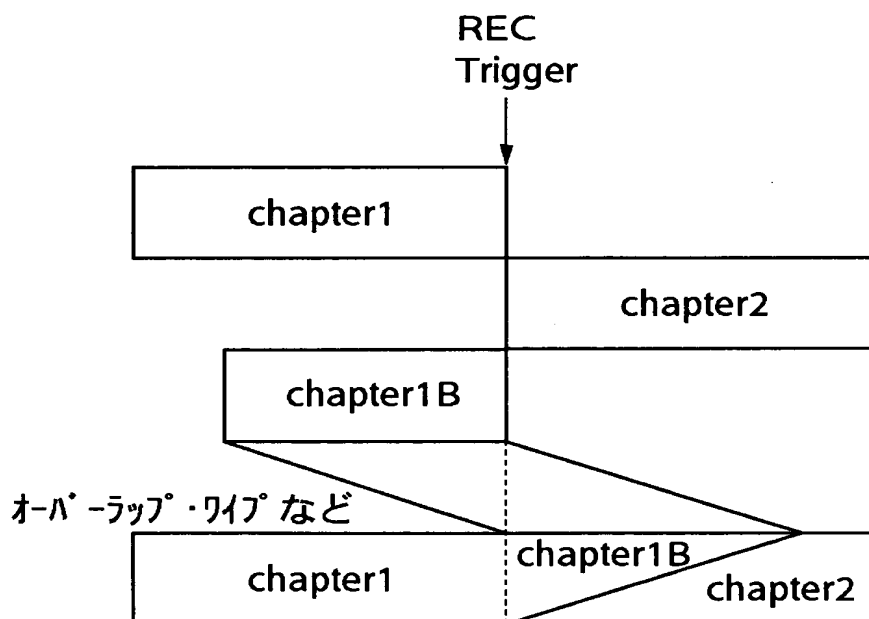 REC
Trigger
chapter1
chapter2
chapter1B
オーバーラップ・ワイプなど
chapter1B
chapter1
chapter2